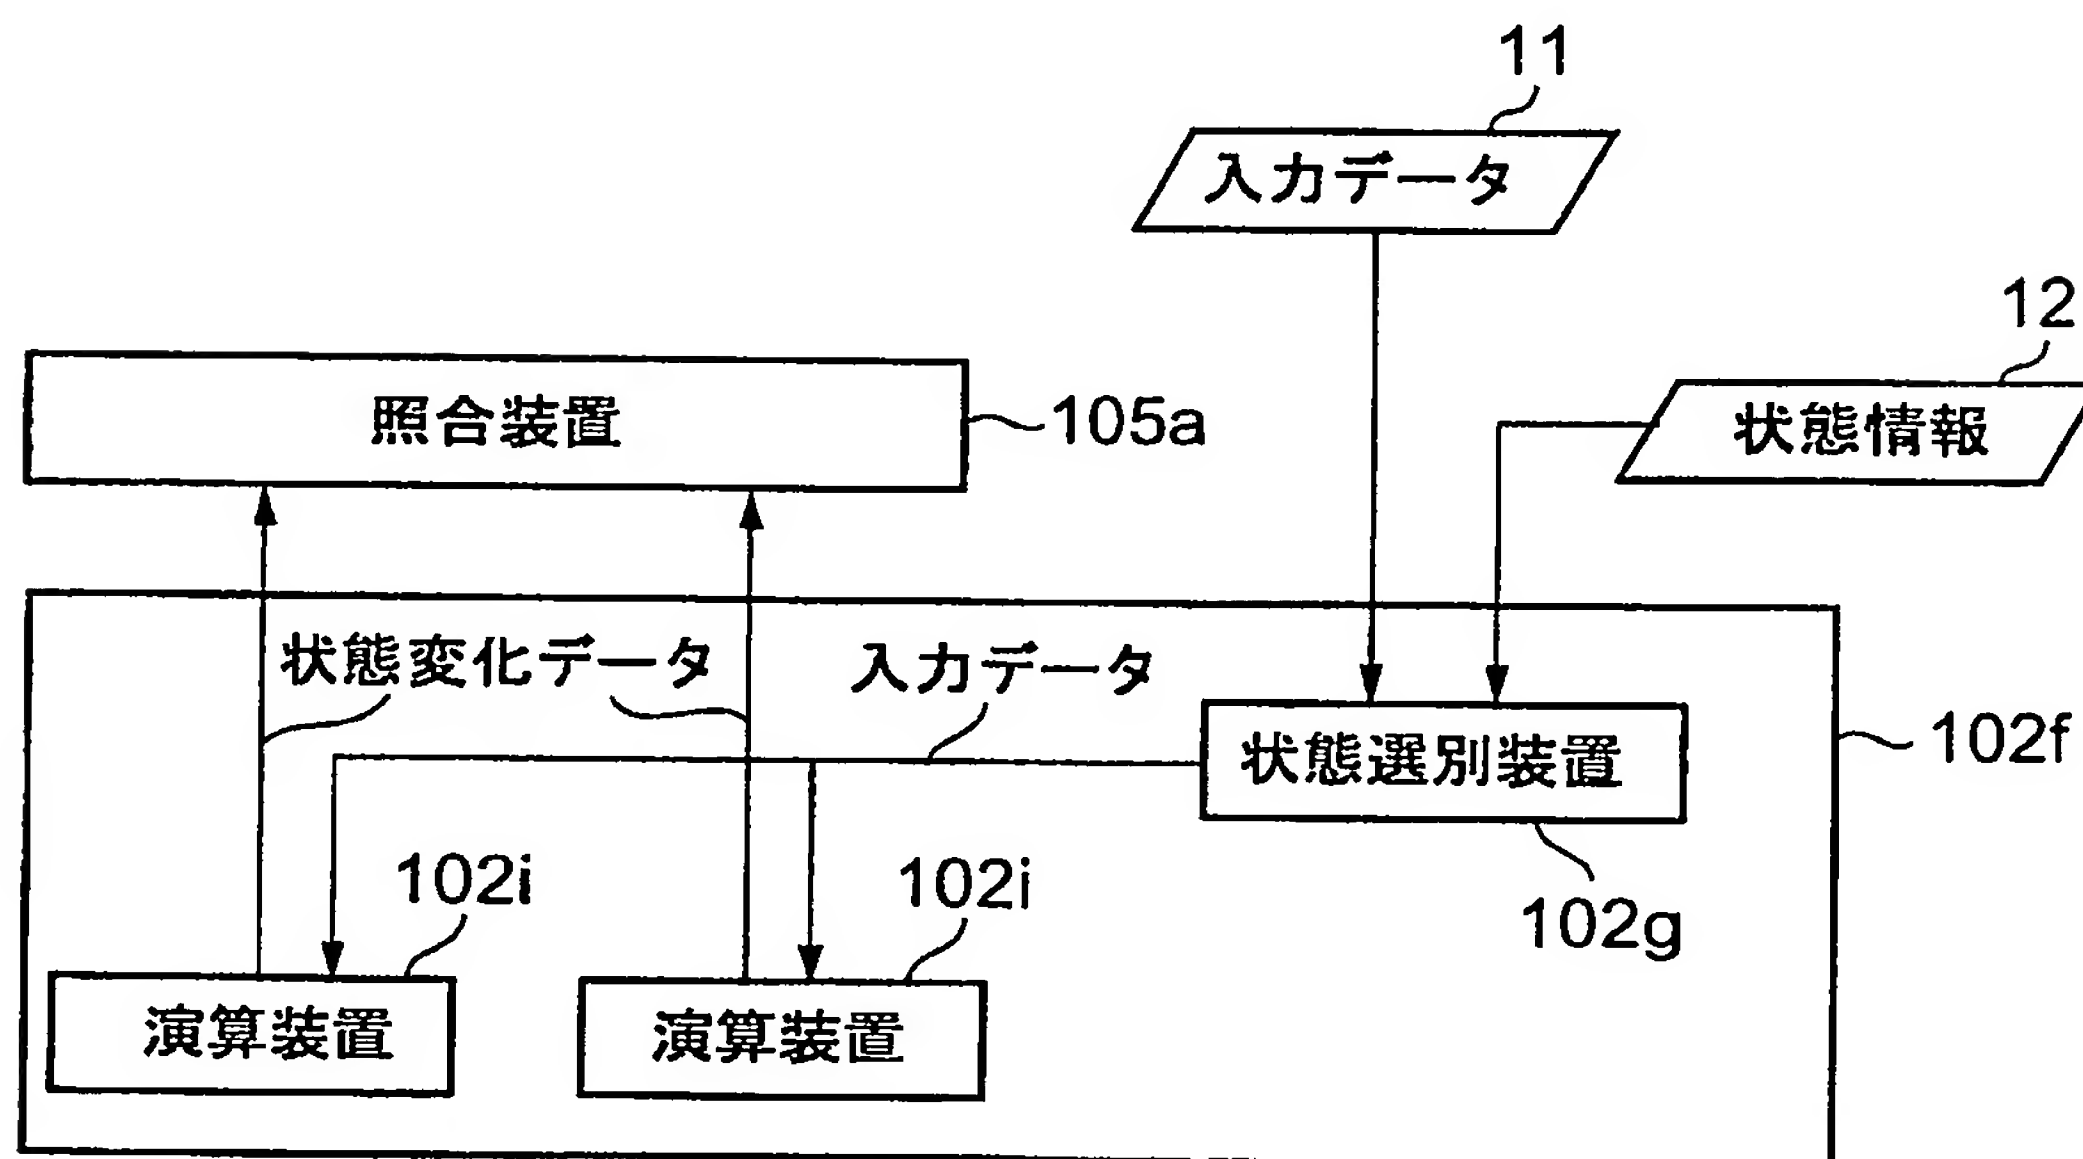 11
入力データ
12
状態情報
照合装置
105a
状態変化データ
入力データ
状態選別装置
102f
102i
102i
102g
演算装置
演算装置